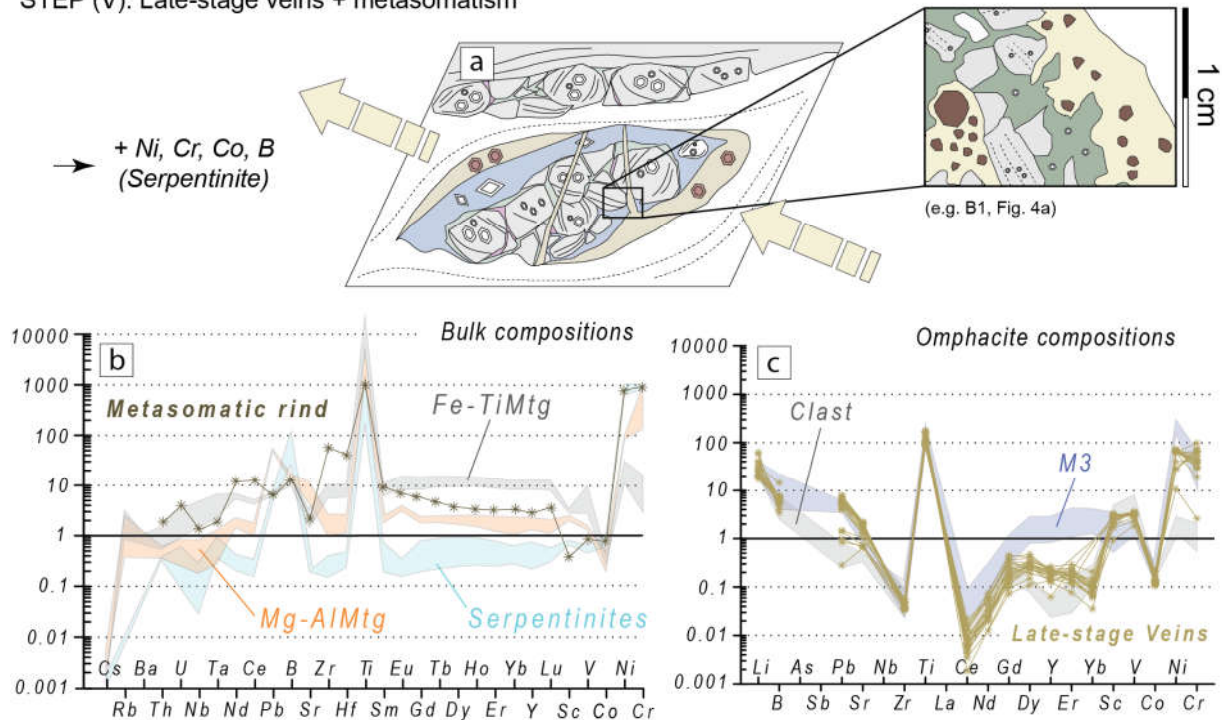 STEP (V): Late-stage veins + metasomatism
a
1 cm
+ Ni, Cr, Co, B
(Serpentinite)
(e.g. B1, Fig. 4a)
Bulk compositions
b
10000
1000
100
10
1
0.1
0.01
0.001
Metasomatic rind
Fe-TiMtg
Mg-AlMtg
Serpentinites
Cs Ba U Ta Ce B Zr Ti Eu Tb Ho Yb Lu V Ni
Rb Th Nb Nd Pb Sr Hf Sm Gd Dy Er Y Sc Co Cr
Omphacite compositions
c
10000
1000
100
10
1
0.1
0.01
0.001
Clast
M3
Late-stage Veins
Li As Pb Nb Ti Ce Gd Y Yb V Ni
B Sb Sr Zr La Nd Dy Er Sc Co Cr